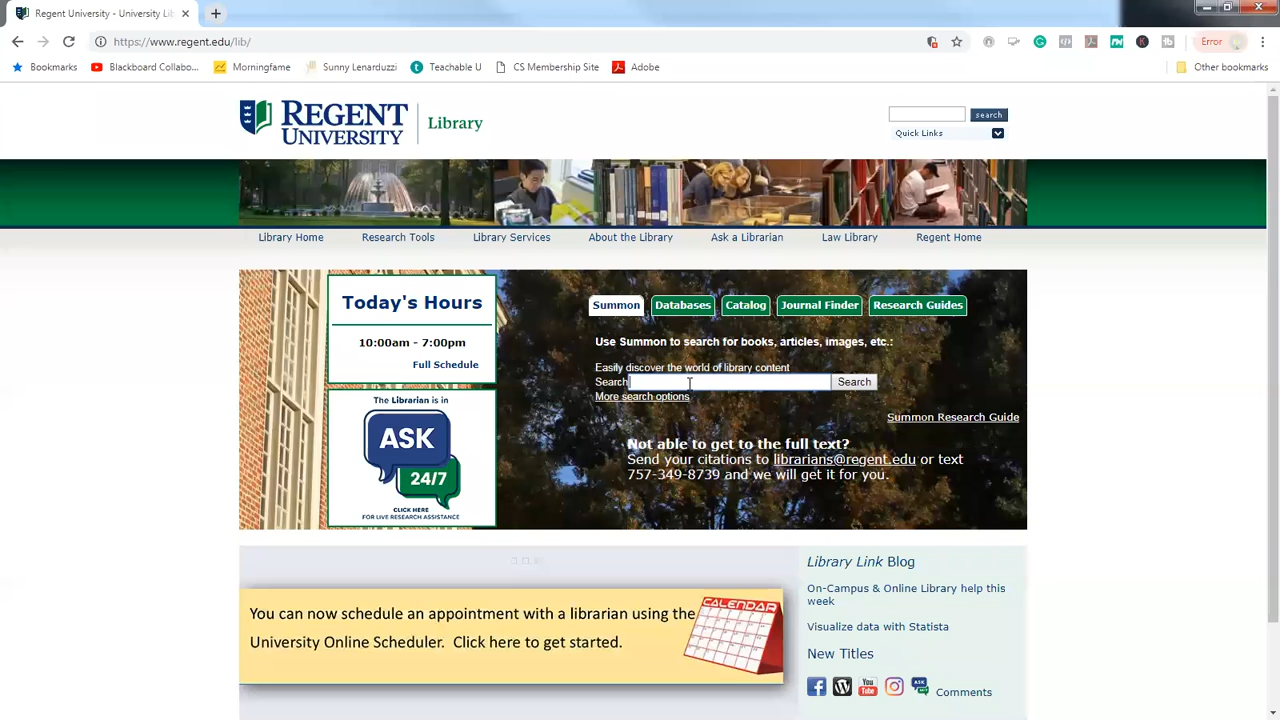 Regent University - University Lib
https://www.regent.edu/lib/
Error
Bookmarks
Blackboard Collabo...
Morningfame
Sunny Lenarduzzi
Teachable U
CS Membership Site
Adobe
Other bookmarks
REGENT
UNIVERSITY
Library
search
Quick Links
Library Home
Research Tools
Library Services
About the Library
Ask a Librarian
Law Library
Regent Home
Today's Hours
10:00am - 7:00pm
Full Schedule
The Librarian is in
ASK
24/7
CLICK HERE
FOR LIVE RESEARCH ASSISTANCE
Summon
Databases
Catalog
Journal Finder
Research Guides
Use Summon to search for books, articles, images, etc.:
Easily discover the world of library content
Search
Search
More search options
Summon Research Guide
Not able to get to the full text?
Send your citations to librarians@regent.edu or text
757-349-8739 and we will get it for you.
You can now schedule an appointment with a librarian using the
University Online Scheduler. Click here to get started.
CALENDAR
Library Link Blog
On-Campus & Online Library help this
week
Visualize data with Statista
New Titles
You
Tube
ASK
Comments